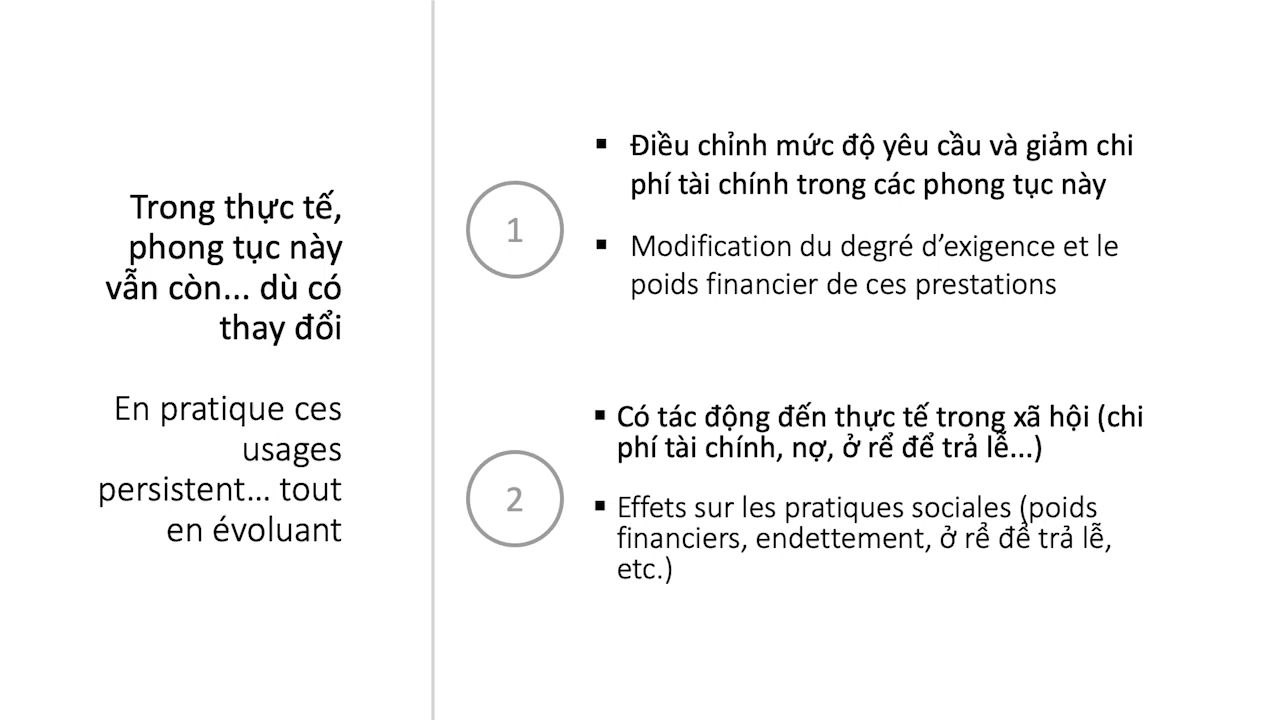 Trong thực tế,
phong tục này
vẫn còn... dù có
thay đổi
En pratique ces
usages
persistent... tout
en évoluant
1
▪ Điều chỉnh mức độ yêu cầu và giảm chi
phí tài chính trong các phong tục này
▪ Modification du degré d’exigence et le
poids financier de ces prestations
2
▪ Có tác động đến thực tế trong xã hội (chi
phí tài chính, nợ, ở rể để trả lễ...)
▪ Effets sur les pratiques sociales (poids
financiers, endettement, ở rể để trả lễ,
etc.)